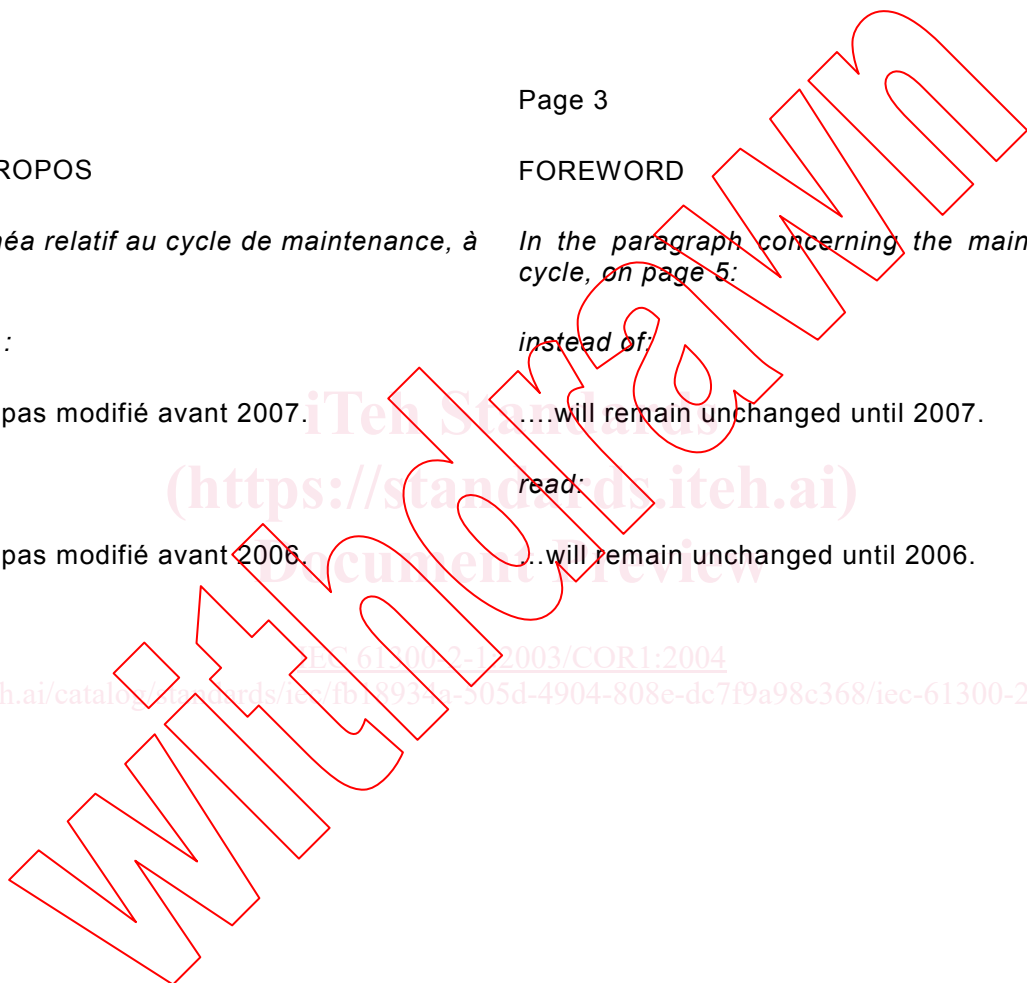 ROPOS
éa relatif au cycle de maintenance, à
:
pas modifié avant 2007.
pas modifié avant 2006.
Page 3
FOREWORD
In the paragraph concerning the main
cycle, on page 5:
instead of:
....will remain unchanged until 2007.
read:
...will remain unchanged until 2006.
iTeh Standards
(https://standards.iteh.ai)
Document Preview
IEC 61300-2-1:2003/COR1:2004
h.ai/catalog/standards/iec/fb18934a-505d-4904-808e-dc7f9a98c368/iec-61300-2
withdrawn